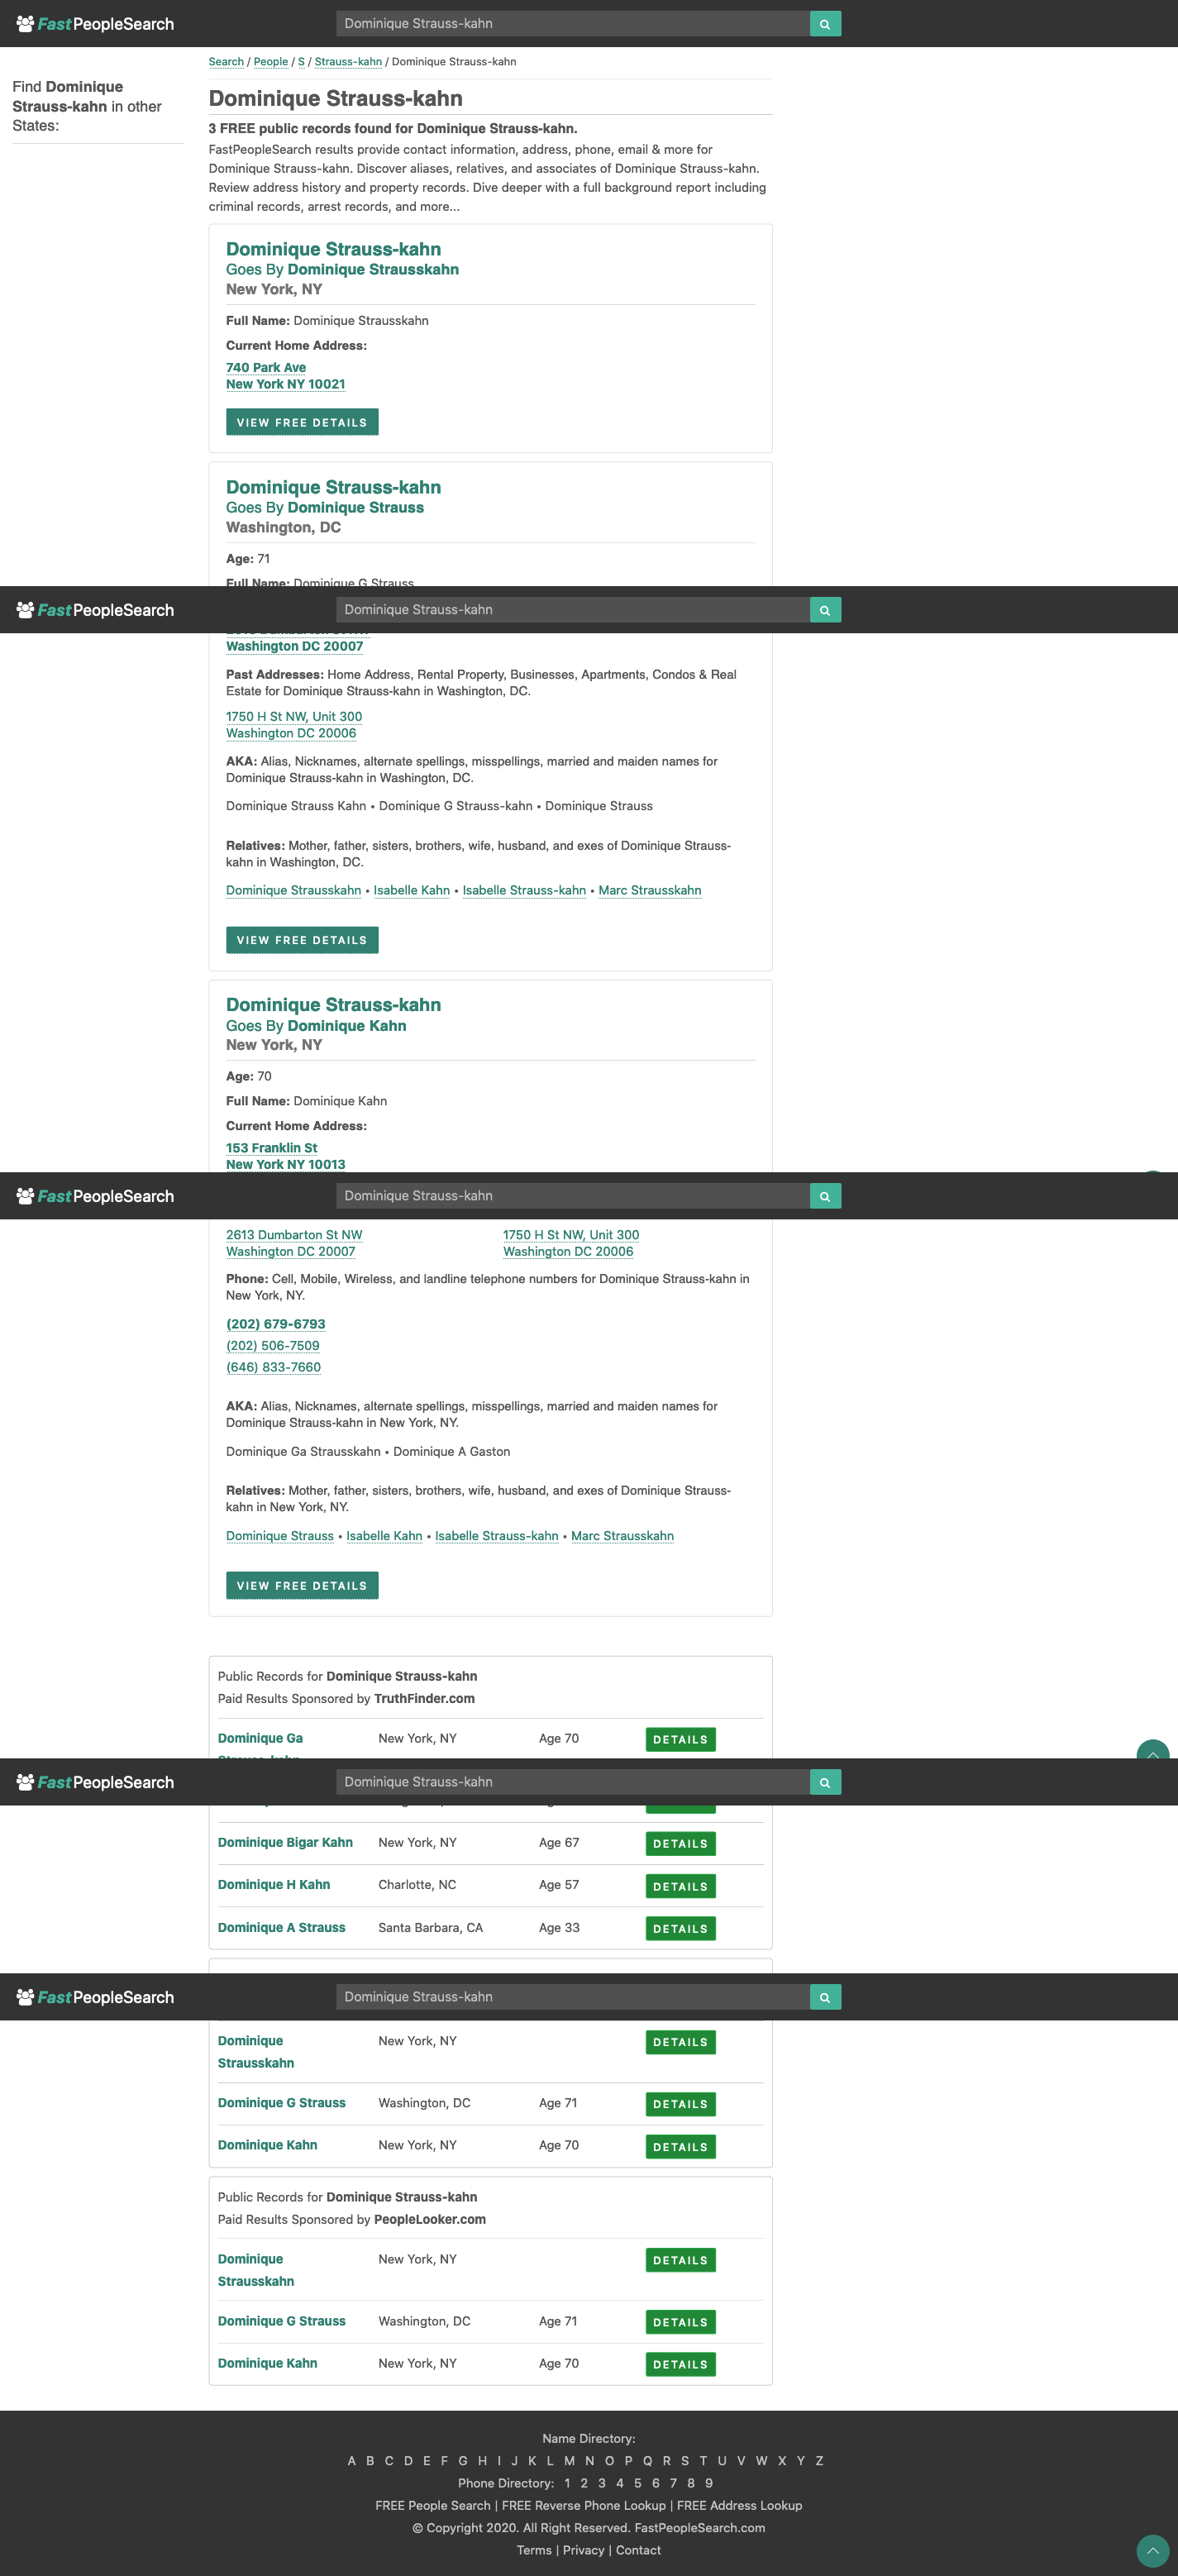 FastPeopleSearch
Dominique Strauss-kahn
Search / People / S / Strauss-kahn / Dominique Strauss-kahn
Find Dominique
Strauss-kahn in other
States:
Dominique Strauss-kahn
3 FREE public records found for Dominique Strauss-kahn.
FastPeopleSearch results provide contact information, address, phone, email & more for
Dominique Strauss-kahn. Discover aliases, relatives, and associates of Dominique Strauss-kahn.
Review address history and property records. Dive deeper with a full background report including
criminal records, arrest records, and more...
Dominique Strauss-kahn
Goes By Dominique Strausskahn
New York, NY
Full Name: Dominique Strausskahn
Current Home Address:
740 Park Ave
New York NY 10021
VIEW FREE DETAILS
Dominique Strauss-kahn
Goes By Dominique Strauss
Washington, DC
Age: 71
Full Name: Dominique G Strauss
FastPeopleSearch
Dominique Strauss-kahn
Washington DC 20007
Past Addresses: Home Address, Rental Property, Businesses, Apartments, Condos & Real
Estate for Dominique Strauss-kahn in Washington, DC.
1750 H St NW, Unit 300
Washington DC 20006
AKA: Alias, Nicknames, alternate spellings, misspellings, married and maiden names for
Dominique Strauss-kahn in Washington, DC.
Dominique Strauss Kahn • Dominique G Strauss-kahn • Dominique Strauss
Relatives: Mother, father, sisters, brothers, wife, husband, and exes of Dominique Strauss-
kahn in Washington, DC.
Dominique Strausskahn • Isabelle Kahn • Isabelle Strauss-kahn • Marc Strausskahn
VIEW FREE DETAILS
Dominique Strauss-kahn
Goes By Dominique Kahn
New York, NY
Age: 70
Full Name: Dominique Kahn
Current Home Address:
153 Franklin St
New York NY 10013
FastPeopleSearch
Dominique Strauss-kahn
2613 Dumbarton St NW
Washington DC 20007
1750 H St NW, Unit 300
Washington DC 20006
Phone: Cell, Mobile, Wireless, and landline telephone numbers for Dominique Strauss-kahn in
New York, NY.
(202) 679-6793
(202) 506-7509
(646) 833-7660
AKA: Alias, Nicknames, alternate spellings, misspellings, married and maiden names for
Dominique Strauss-kahn in New York, NY.
Dominique Ga Strausskahn • Dominique A Gaston
Relatives: Mother, father, sisters, brothers, wife, husband, and exes of Dominique Strauss-
kahn in New York, NY.
Dominique Strauss • Isabelle Kahn • Isabelle Strauss-kahn • Marc Strausskahn
VIEW FREE DETAILS
Public Records for Dominique Strauss-kahn
Paid Results Sponsored by TruthFinder.com
Dominique Ga New York, NY Age 70 DETAILS
FastPeopleSearch
Dominique Strauss-kahn
Dominique Bigar Kahn New York, NY Age 67 DETAILS
Dominique H Kahn Charlotte, NC Age 57 DETAILS
Dominique A Strauss Santa Barbara, CA Age 33 DETAILS
FastPeopleSearch
Dominique Strauss-kahn
Dominique New York, NY DETAILS
Strausskahn
Dominique G Strauss Washington, DC Age 71 DETAILS
Dominique Kahn New York, NY Age 70 DETAILS
Public Records for Dominique Strauss-kahn
Paid Results Sponsored by PeopleLooker.com
Dominique New York, NY DETAILS
Strausskahn
Dominique G Strauss Washington, DC Age 71 DETAILS
Dominique Kahn New York, NY Age 70 DETAILS
Name Directory:
A B C D E F G H I J K L M N O P Q R S T U V W X Y Z
Phone Directory: 1 2 3 4 5 6 7 8 9
FREE People Search | FREE Reverse Phone Lookup | FREE Address Lookup
© Copyright 2020. All Right Reserved. FastPeopleSearch.com
Terms | Privacy | Contact